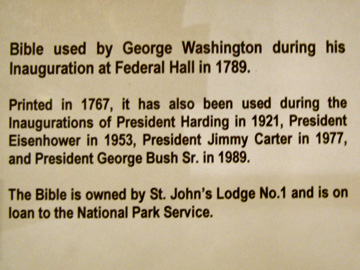 Bible used by George Washington during his
Inauguration at Federal Hall in 1789.
Printed in 1767, it has also been used during the
Inaugurations of President Harding in 1921, President
Eisenhower in 1953, President Jimmy Carter in 1977,
and President George Bush Sr. in 1989.
The Bible is owned by St. John's Lodge No.1 and is on
loan to the National Park Service.